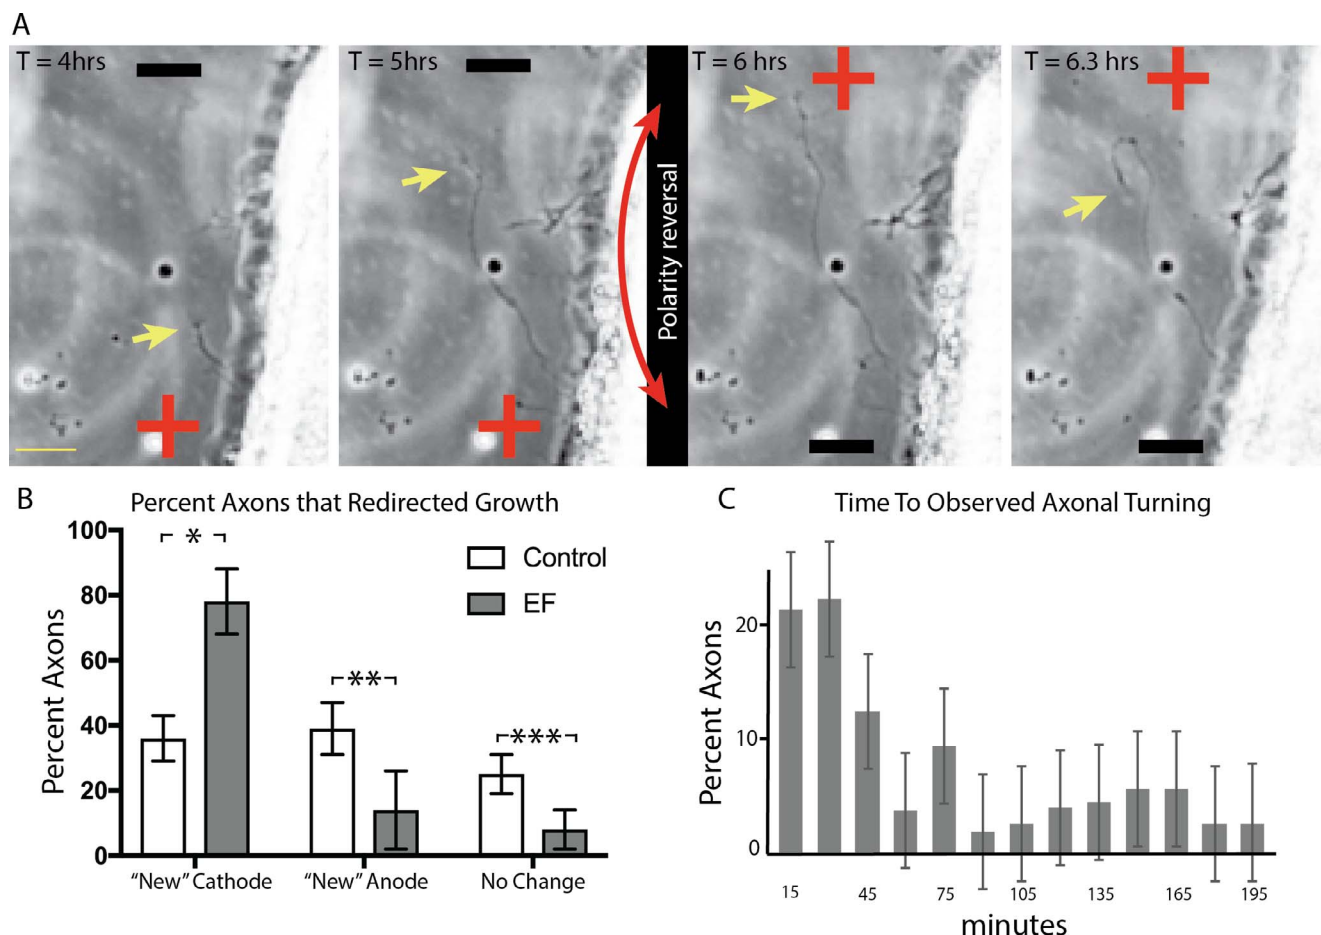 A
T = 4hrs
T = 5hrs
Polarity reversal
T = 6 hrs
T = 6.3 hrs
B
Percent Axons that Redirected Growth
* ** ***
Control
EF
Percent Axons
100
80
60
40
20
0
"New" Cathode "New" Anode No Change
C
Time To Observed Axonal Turning
Percent Axons
20
10
0
15 45 75 105 135 165 195
minutes